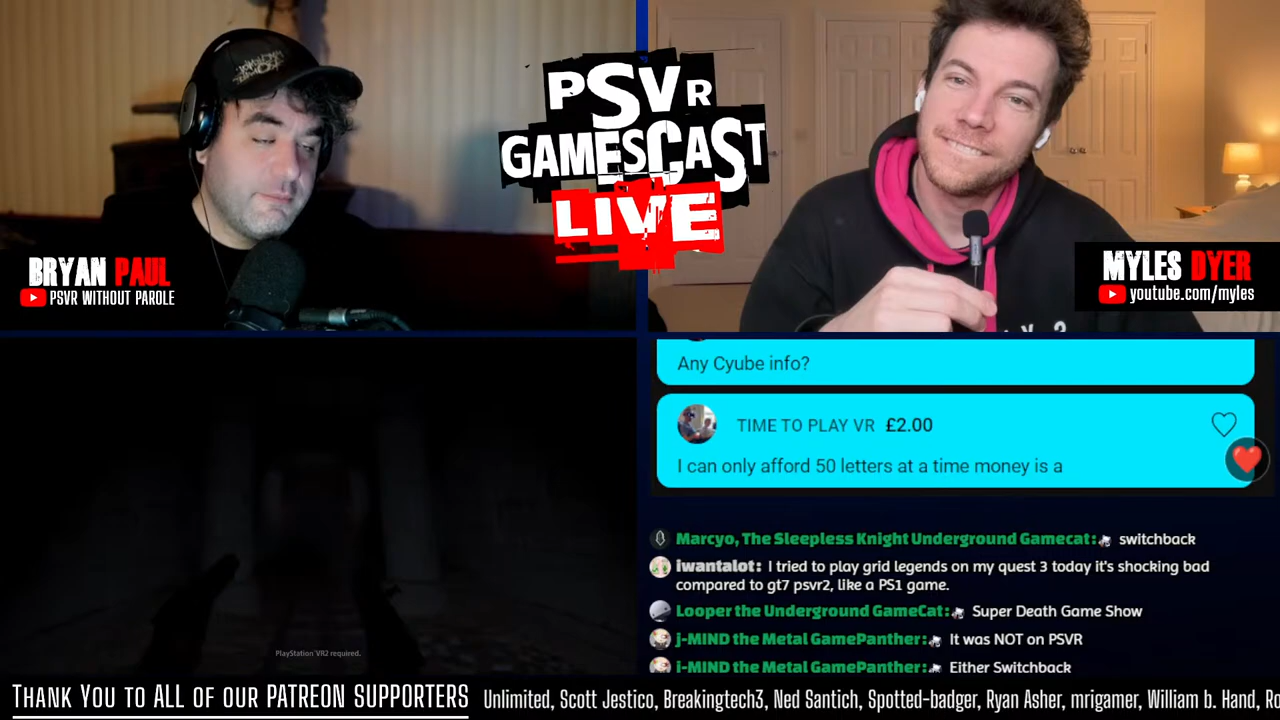 PSVR
GAMESCAST
LIVE
BRYAN PAUL
PSVR WITHOUT PAROLE
MYLES DYER
youtube.com/myles
PlayStation®VR2 required.
Any Cyube info?
TIME TO PLAY VR £2.00
I can only afford 50 letters at a time money is a
Marcyo, The Sleepless Knight Underground Gamecat: switchback
iwantalot: I tried to play grid legends on my quest 3 today it's shocking bad
compared to gt7 psvr2, like a PS1 game.
Looper the Underground GameCat: Super Death Game Show
j-MIND the Metal GamePanther: It was NOT on PSVR
j-MIND the Metal GamePanther: Either Switchback
THANK YOU TO ALL OF OUR PATREON SUPPORTERS Unlimited, Scott Jestico, Breakingtech3, Ned Santich, Spotted-badger, Ryan Asher, mrigamer, William b. Hand,